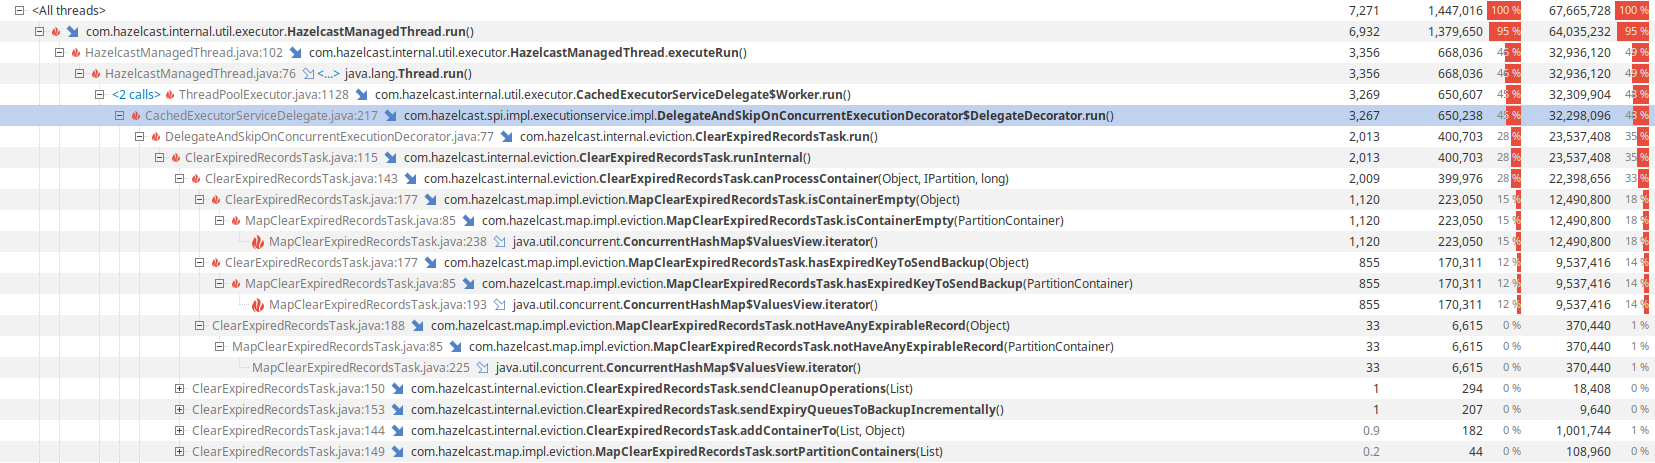 <All threads> 7,271 1,447,016 100 % 67,665,728 100 %
com.hazelcast.internal.util.executor.HazelcastManagedThread.run() 6,932 1,379,650 95 % 64,035,232 95 %
HazelcastManagedThread.java:102 com.hazelcast.internal.util.executor.HazelcastManagedThread.executeRun() 3,356 668,036 46 % 32,936,120 49 %
HazelcastManagedThread.java:76 <...> java.lang.Thread.run() 3,356 668,036 46 % 32,936,120 49 %
<2 calls> ThreadPoolExecutor.java:1128 com.hazelcast.internal.util.executor.CachedExecutorServiceDelegate$Worker.run() 3,269 650,607 45 % 32,309,904 48 %
CachedExecutorServiceDelegate.java:217 com.hazelcast.spi.impl.executionservice.impl.DelegateAndSkipOnConcurrentExecutionDecorator$DelegateDecorator.run() 3,267 650,238 45 % 32,298,096 48 %
DelegateAndSkipOnConcurrentExecutionDecorator.java:77 com.hazelcast.internal.eviction.ClearExpiredRecordsTask.run() 2,013 400,703 28 % 23,537,408 35 %
ClearExpiredRecordsTask.java:115 com.hazelcast.internal.eviction.ClearExpiredRecordsTask.runInternal() 2,013 400,703 28 % 23,537,408 35 %
ClearExpiredRecordsTask.java:143 com.hazelcast.internal.eviction.ClearExpiredRecordsTask.canProcessContainer(Object, IPartition, long) 2,009 399,976 28 % 22,398,656 33 %
ClearExpiredRecordsTask.java:177 com.hazelcast.map.impl.eviction.MapClearExpiredRecordsTask.isContainerEmpty(Object) 1,120 223,050 15 % 12,490,800 18 %
MapClearExpiredRecordsTask.java:85 com.hazelcast.map.impl.eviction.MapClearExpiredRecordsTask.isContainerEmpty(PartitionContainer) 1,120 223,050 15 % 12,490,800 18 %
MapClearExpiredRecordsTask.java:238 java.util.concurrent.ConcurrentHashMap$ValuesView.iterator() 1,120 223,050 15 % 12,490,800 18 %
ClearExpiredRecordsTask.java:177 com.hazelcast.map.impl.eviction.MapClearExpiredRecordsTask.hasExpiredKeyToSendBackup(Object) 855 170,311 12 % 9,537,416 14 %
MapClearExpiredRecordsTask.java:85 com.hazelcast.map.impl.eviction.MapClearExpiredRecordsTask.hasExpiredKeyToSendBackup(PartitionContainer) 855 170,311 12 % 9,537,416 14 %
MapClearExpiredRecordsTask.java:193 java.util.concurrent.ConcurrentHashMap$ValuesView.iterator() 855 170,311 12 % 9,537,416 14 %
ClearExpiredRecordsTask.java:188 com.hazelcast.map.impl.eviction.MapClearExpiredRecordsTask.notHaveAnyExpirableRecord(Object) 33 6,615 0 % 370,440 1 %
MapClearExpiredRecordsTask.java:85 com.hazelcast.map.impl.eviction.MapClearExpiredRecordsTask.notHaveAnyExpirableRecord(PartitionContainer) 33 6,615 0 % 370,440 1 %
MapClearExpiredRecordsTask.java:225 java.util.concurrent.ConcurrentHashMap$ValuesView.iterator() 33 6,615 0 % 370,440 1 %
ClearExpiredRecordsTask.java:150 com.hazelcast.internal.eviction.ClearExpiredRecordsTask.sendCleanupOperations(List) 1 294 0 % 18,408 0 %
ClearExpiredRecordsTask.java:153 com.hazelcast.internal.eviction.ClearExpiredRecordsTask.sendExpiryQueuesToBackupIncrementally() 1 207 0 % 9,640 0 %
ClearExpiredRecordsTask.java:144 com.hazelcast.internal.eviction.ClearExpiredRecordsTask.addContainerTo(List, Object) 0.9 182 0 % 1,001,744 1 %
ClearExpiredRecordsTask.java:149 com.hazelcast.map.impl.eviction.MapClearExpiredRecordsTask.sortPartitionContainers(List) 0.2 44 0 % 108,960 0 %